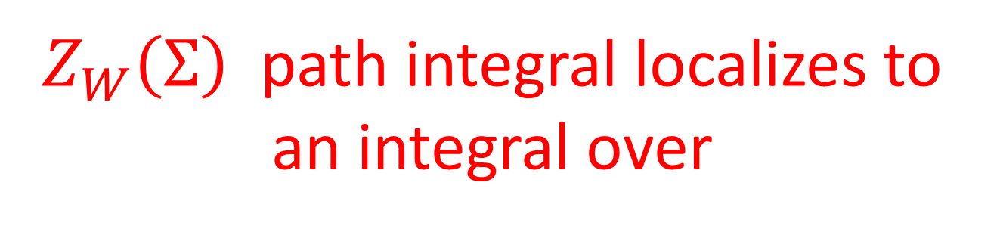 Z_W(Σ) path integral localizes to
an integral over